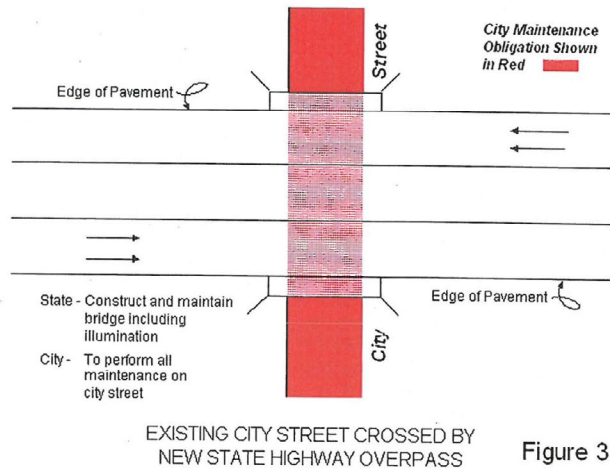 City Maintenance
Obligation Shown
in Red
Street
Edge of Pavement
State - Construct and maintain
bridge including
illumination
City - To perform all
maintenance on
city street
City
Edge of Pavement
EXISTING CITY STREET CROSSED BY
NEW STATE HIGHWAY OVERPASS
Figure 3